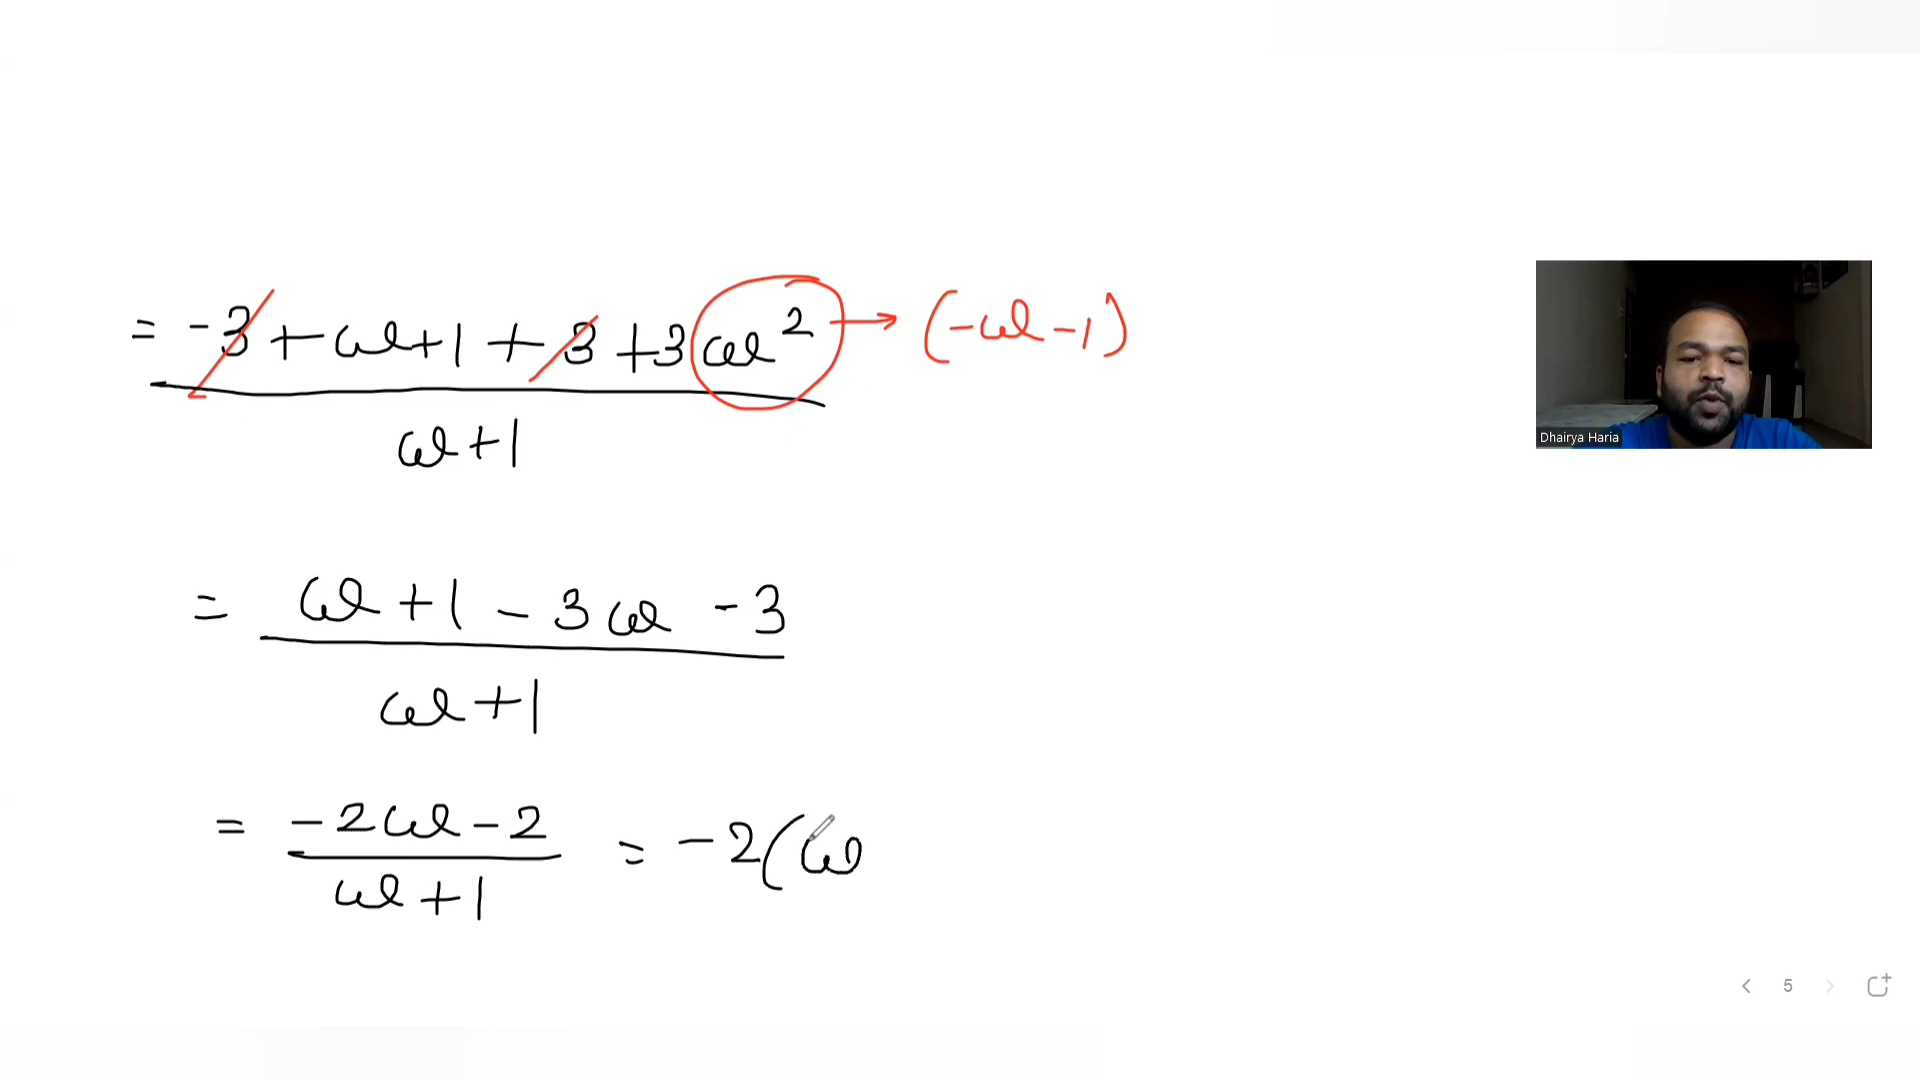 = -3 + ω+1 + 3 + 3ω² → (-ω-1)
ω+1
= ω+1 - 3ω - 3
ω+1
= -2ω-2 = -2(ω
ω+1
Dhairya Haria
< 5 >